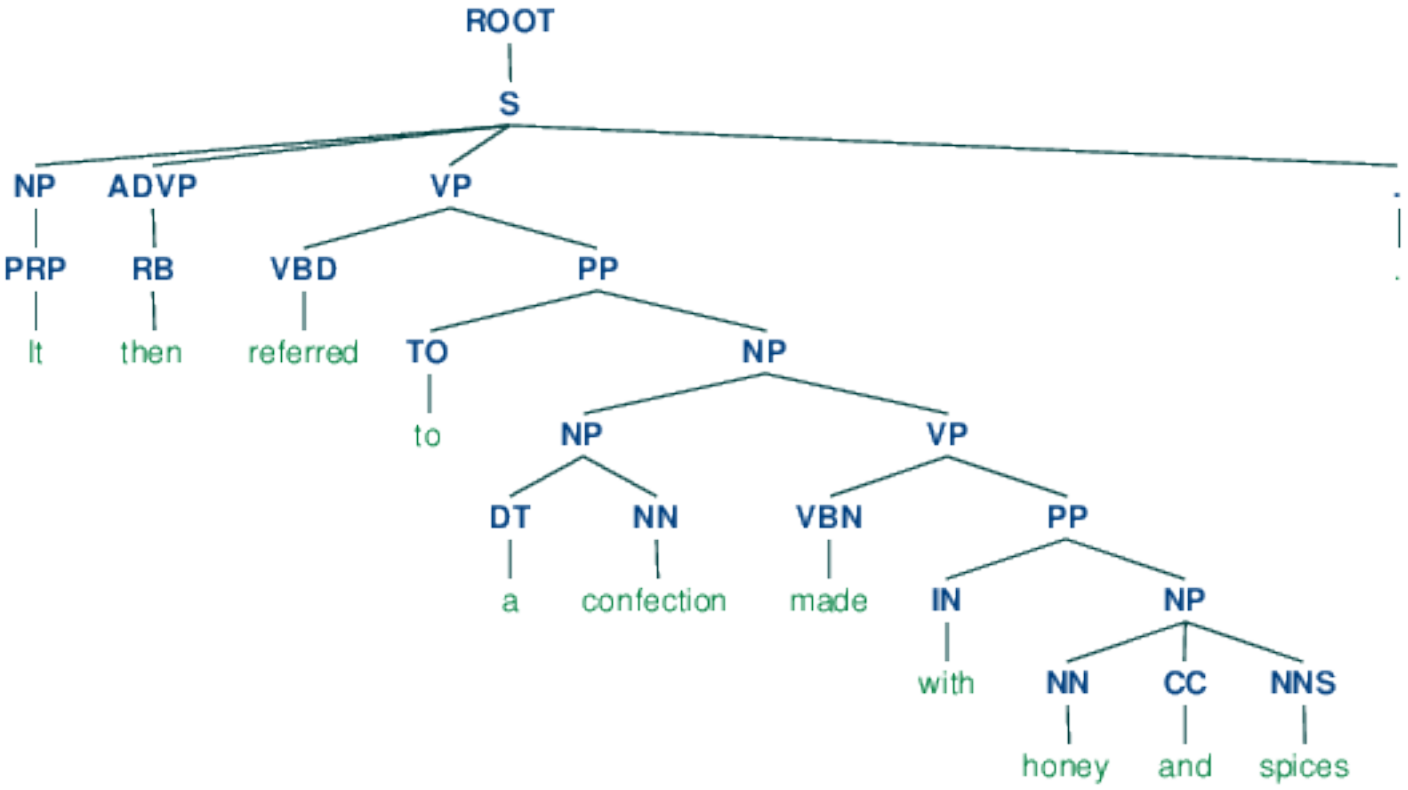 ROOT
S
NP ADVP VP .
PRP RB VBD PP .
It then referred TO NP
to NP VP
DT NN VBN PP
a confection made IN NP
with NN CC NNS
honey and spices